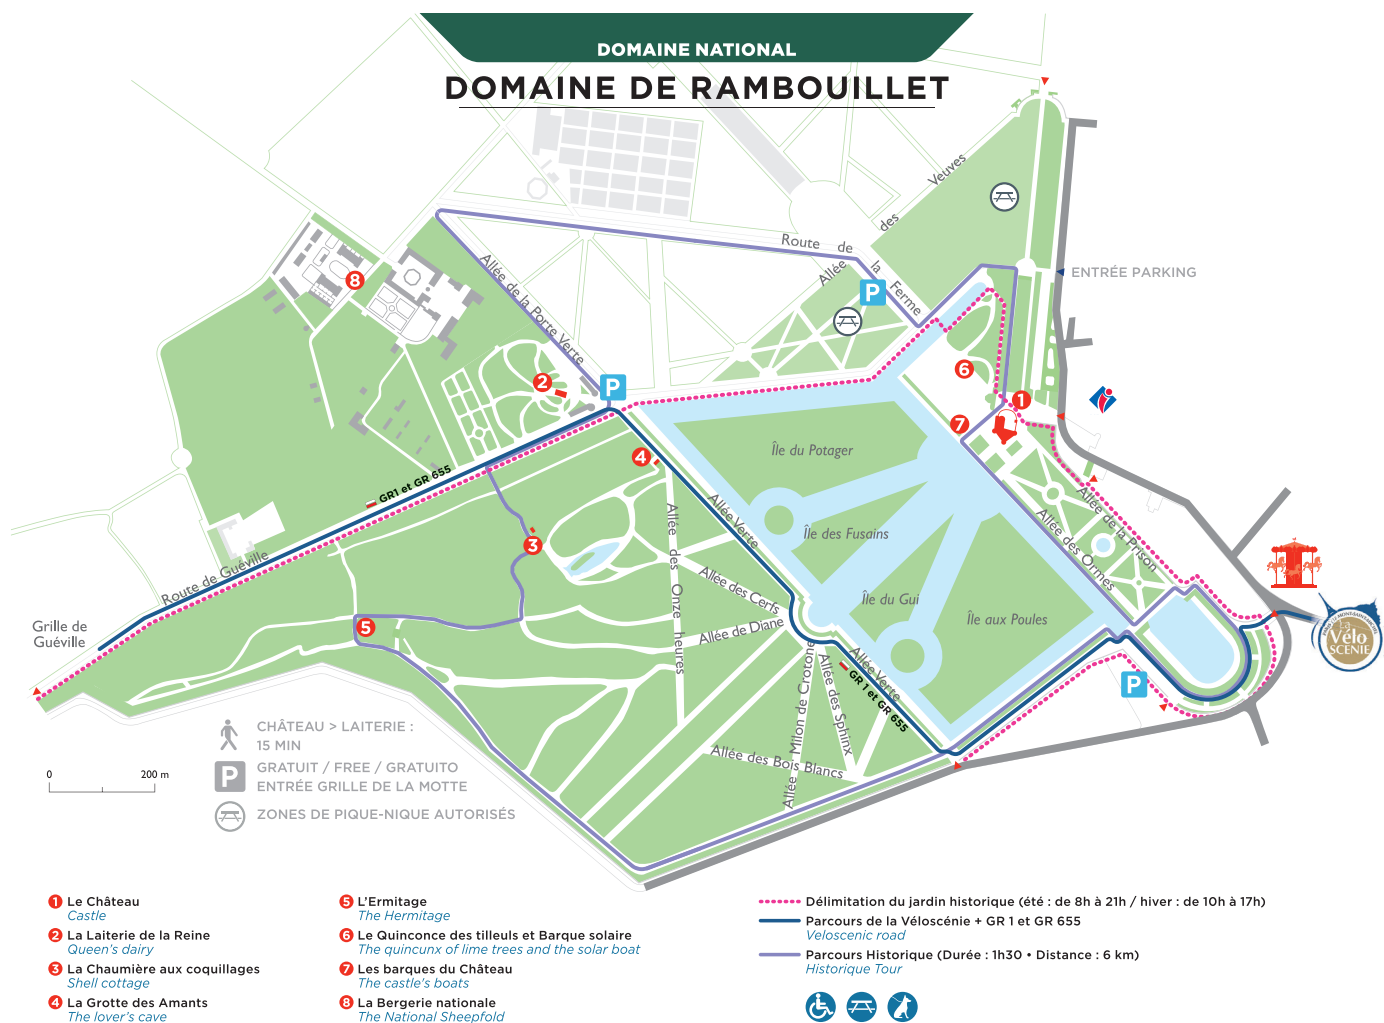 DOMAINE NATIONAL
DOMAINE DE RAMBOUILLET
Veuves
des
Allée
Route de la Ferme
P
ENTRÉE PARKING
8
Allée de la Porte Verte
2
P
6
1
7
4
Île du Potager
GR1 et GR 655
3
Allée Verte
Île des Fusains
Allée des Onze heures
Allée de la Prison
Allée des Ormes
Route de Guéville
Allée des Cerfs
Île du Gui
Île aux Poules
Grille de
Guéville
5
Allée de Diane
Allée Verte
GR 1 et GR 655
Allée Milon de Crotone
Allée des Sphinx
Allée des Bois Blancs
P
La
Vélo
SCÉNIE
CHÂTEAU > LAITERIE :
15 MIN
P
GRATUIT / FREE / GRATUITO
ENTRÉE GRILLE DE LA MOTTE
ZONES DE PIQUE-NIQUE AUTORISÉS
0 200 m
1 Le Château
Castle
2 La Laiterie de la Reine
Queen's dairy
3 La Chaumière aux coquillages
Shell cottage
4 La Grotte des Amants
The lover's cave
5 L'Ermitage
The Hermitage
6 Le Quinconce des tilleuls et Barque solaire
The quincunx of lime trees and the solar boat
7 Les barques du Château
The castle's boats
8 La Bergerie nationale
The National Sheepfold
Délimitation du jardin historique (été : de 8h à 21h / hiver : de 10h à 17h)
Parcours de la Véloscénie + GR 1 et GR 655
Veloscenic road
Parcours Historique (Durée : 1h30 • Distance : 6 km)
Historique Tour